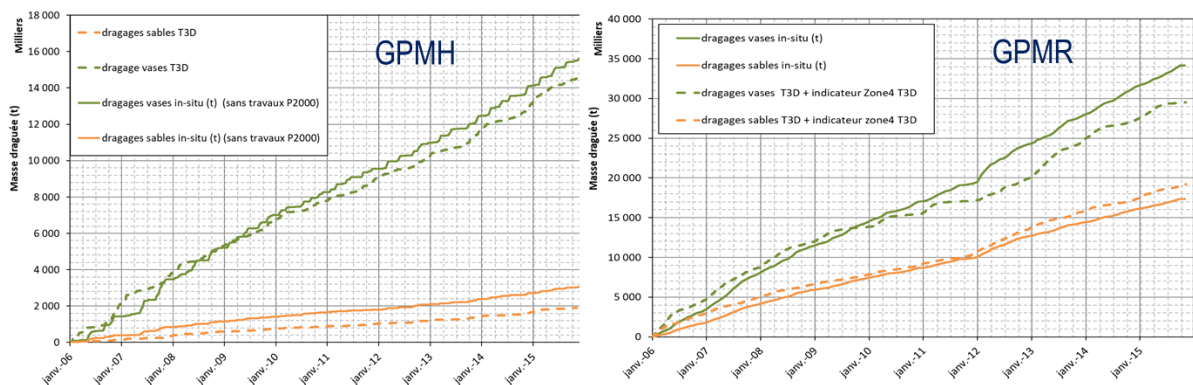 18 000
16 000
14 000
12 000
10 000
8 000
6 000
4 000
2 000
0
Milliers
Masse draguée (t)
GPMH
dragages sables T3D
dragage vases T3D
dragages vases in-situ (t) (sans travaux P2000)
dragages sables in-situ (t) (sans travaux P2000)
janv.-06
janv.-07
janv.-08
janv.-09
janv.-10
janv.-11
janv.-12
janv.-13
janv.-14
janv.-15
40 000
35 000
30 000
25 000
20 000
15 000
10 000
5 000
0
Milliers
Masse draguée (t)
GPMR
dragages vases in-situ (t)
dragages sables in-situ (t)
dragages vases T3D + indicateur Zone4 T3D
dragages sables T3D + indicateur zone4 T3D
janv.-06
janv.-07
janv.-08
janv.-09
janv.-10
janv.-11
janv.-12
janv.-13
janv.-14
janv.-15